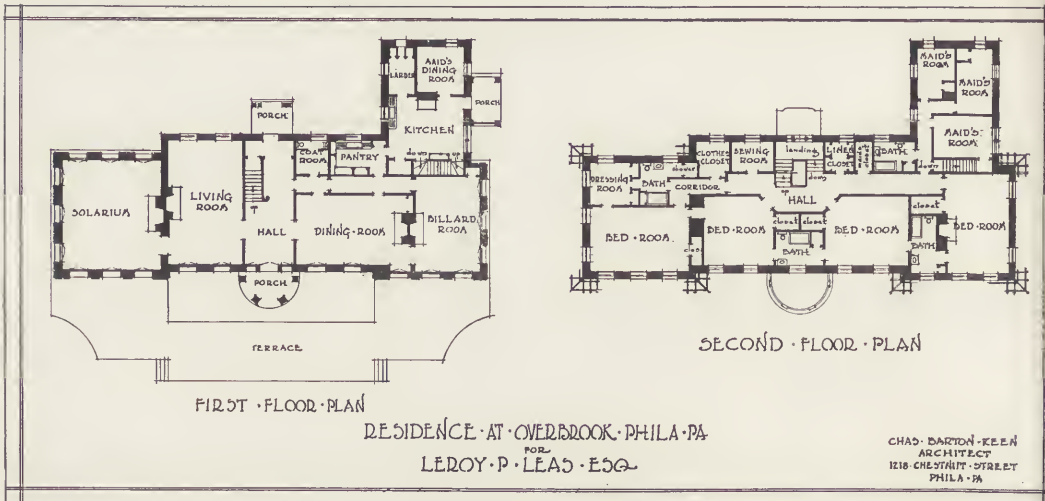 LARDER
MAID'S
DINING
ROOM
PORCH
KITCHEN
PORCH
COAT
ROOM
PANTRY
down
up
SOLARIUM
LIVING
ROOM
up
HALL
DINING·ROOM
BILLARD
ROOM
PORCH
TERRACE
FIRST·FLOOR·PLAN
MAID'S
ROOM
MAID'S
ROOM
MAID'S
ROOM
CLOTHES
CLOSET
SEWING
ROOM
landing
LINEN
CLOSET
maids
closet
BATH
down
DRESSING
ROOM
shower
BATH
CORRIDOR
up
down
HALL
closet
closet
closet
BED·ROOM
BED·ROOM
BED·ROOM
BED·ROOM
clos
BATH
BATH
SECOND·FLOOR·PLAN
RESIDENCE·AT·OVERBROOK·PHILA·PA
FOR
LEROY·P·LEAS·ESQ
CHAS·BARTON·KEEN
ARCHITECT
1218·CHESTNUT·STREET
PHILA·PA